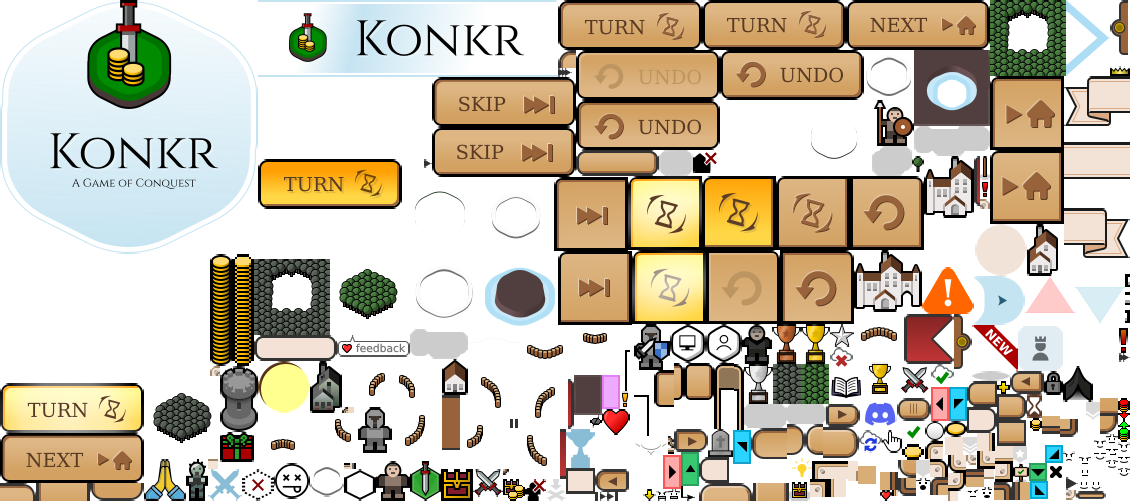 KONKR
TURN
TURN
NEXT
UNDO
UNDO
SKIP
UNDO
SKIP
KONKR
A GAME OF CONQUEST
TURN
feedback
NEW
TURN
NEXT